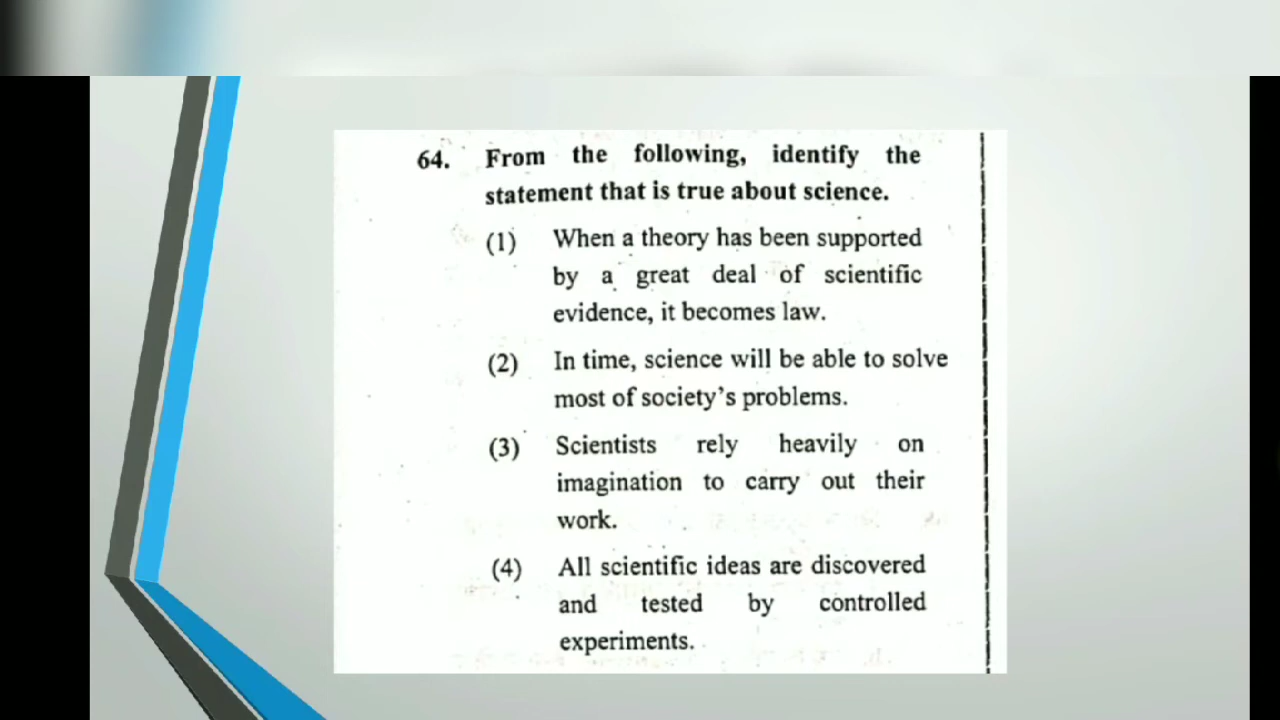 64. From the following, identify the
statement that is true about science.
(1) When a theory has been supported
by a great deal of scientific
evidence, it becomes law.
(2) In time, science will be able to solve
most of society's problems.
(3) Scientists rely heavily on
imagination to carry out their
work.
(4) All scientific ideas are discovered
and tested by controlled
experiments.